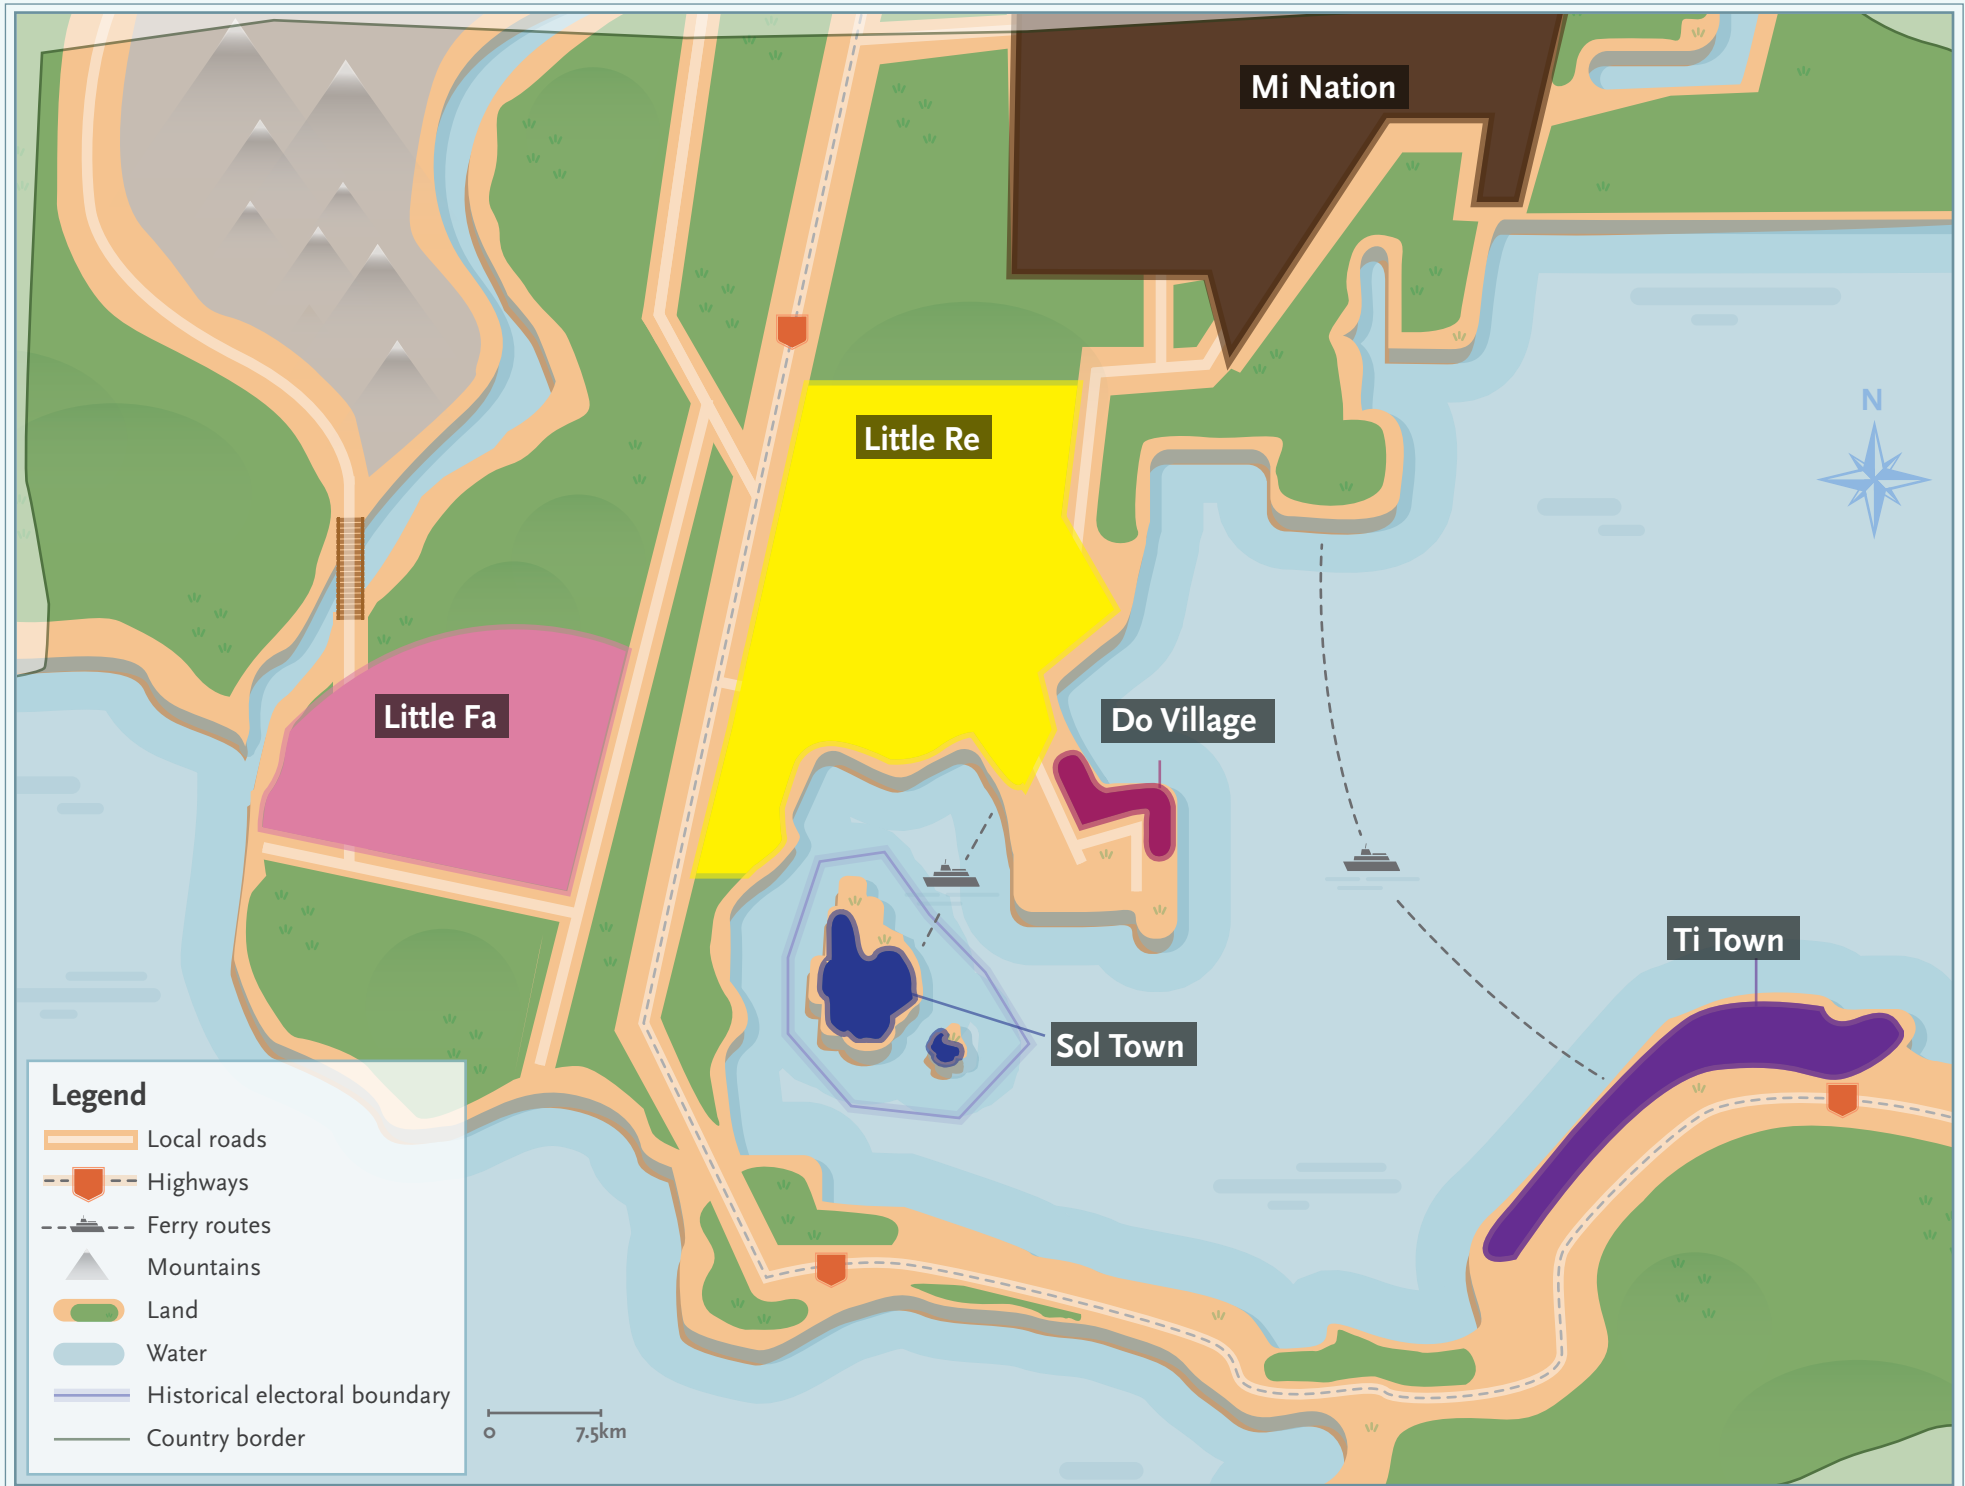 Mi Nation
N
Little Re
Little Fa
Do Village
Ti Town
Sol Town
Legend
Local roads
Highways
Ferry routes
Mountains
Land
Water
Historical electoral boundary
Country border
0
7.5km